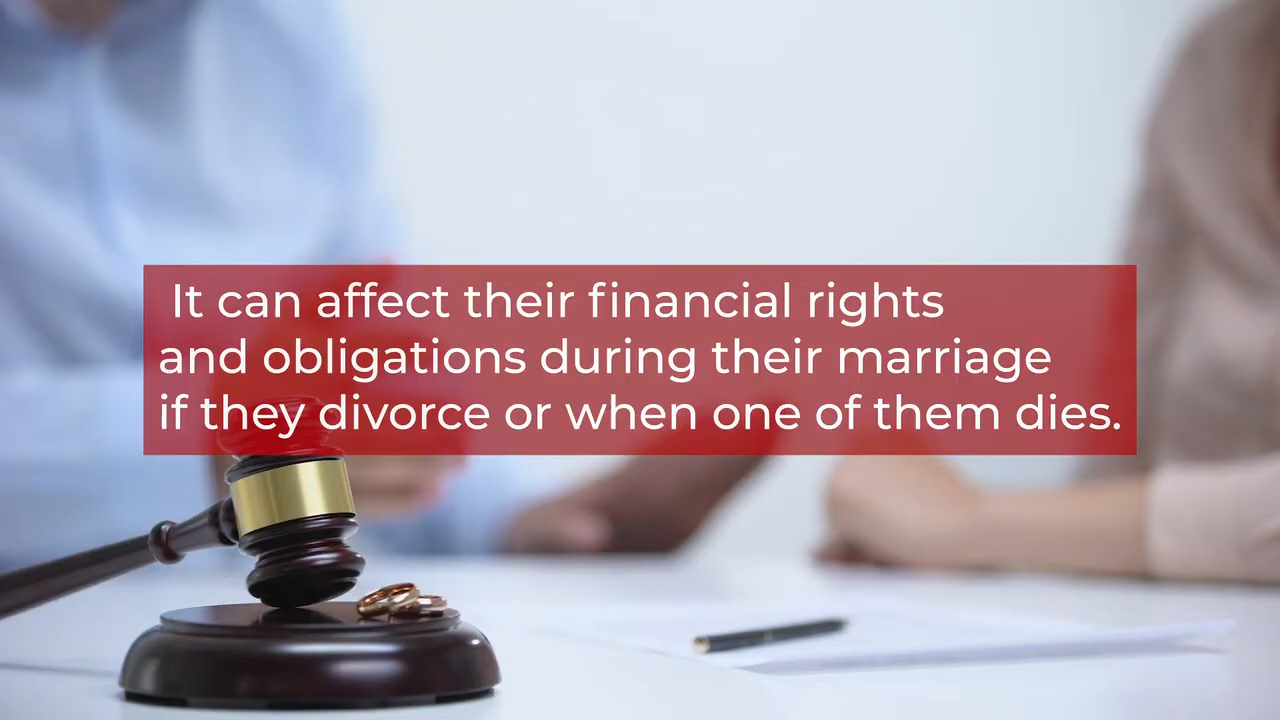 It can affect their financial rights
and obligations during their marriage
if they divorce or when one of them dies.